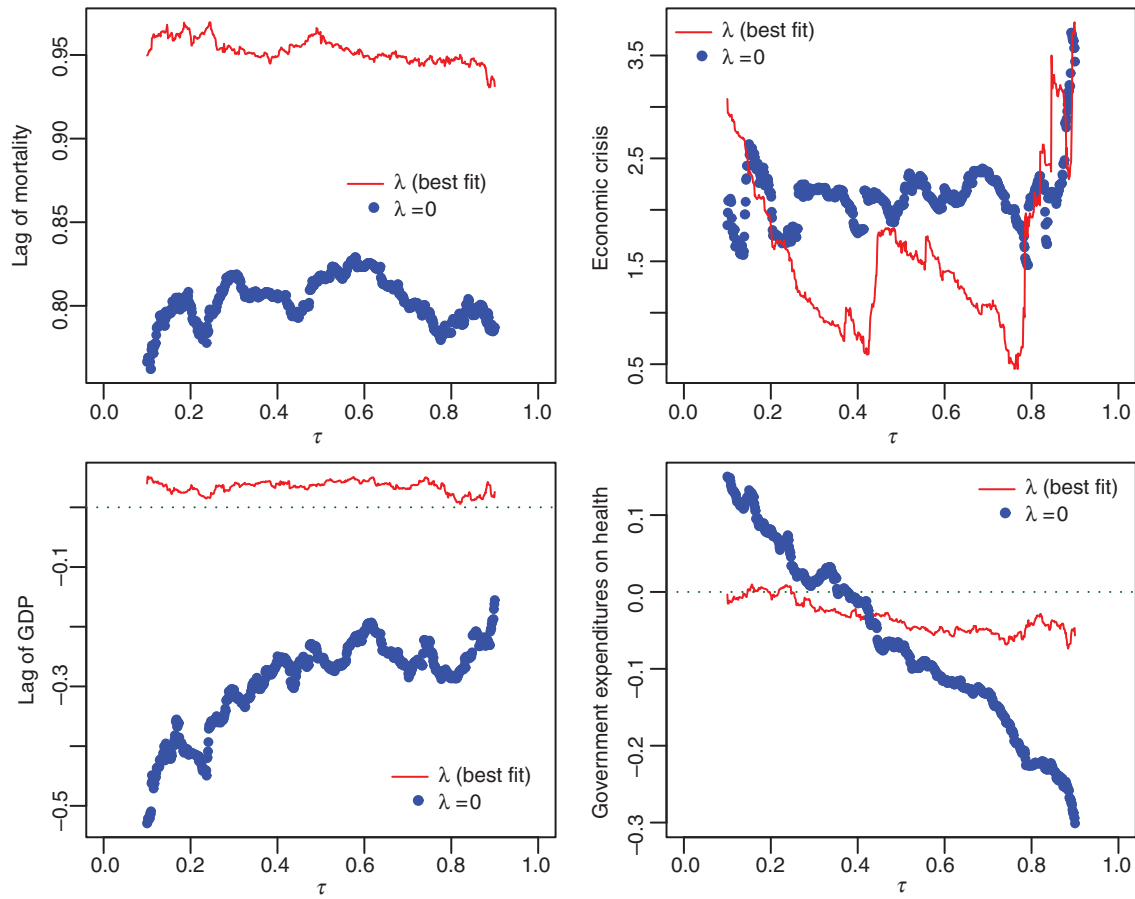 Lag of mortality
0.95
0.90
0.85
0.80
λ (best fit)
λ = 0
0.0 0.2 0.4 0.6 0.8 1.0
τ
Economic crisis
3.5
2.5
1.5
0.5
λ (best fit)
λ = 0
0.0 0.2 0.4 0.6 0.8 1.0
τ
Lag of GDP
−0.1
−0.3
−0.5
λ (best fit)
λ = 0
0.0 0.2 0.4 0.6 0.8 1.0
τ
Government expenditures on health
0.1
0.0
−0.1
−0.2
−0.3
λ (best fit)
λ = 0
0.0 0.2 0.4 0.6 0.8 1.0
τ